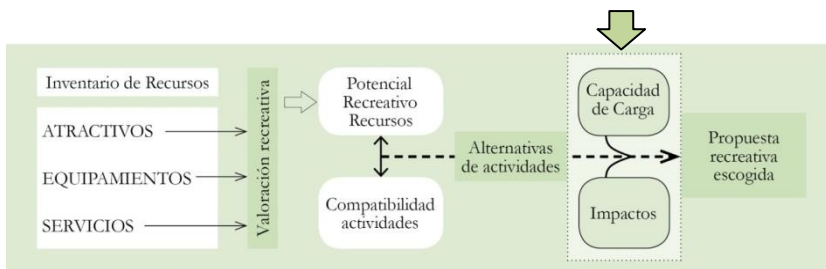 Inventario de Recursos
ATRACTIVOS
EQUIPAMIENTOS
SERVICIOS
Valoración recreativa
Potencial
Recreativo
Recursos
Compatibilidad
actividades
Alternativas
de actividades
Capacidad
de Carga
Impactos
Propuesta
recreativa
escogida